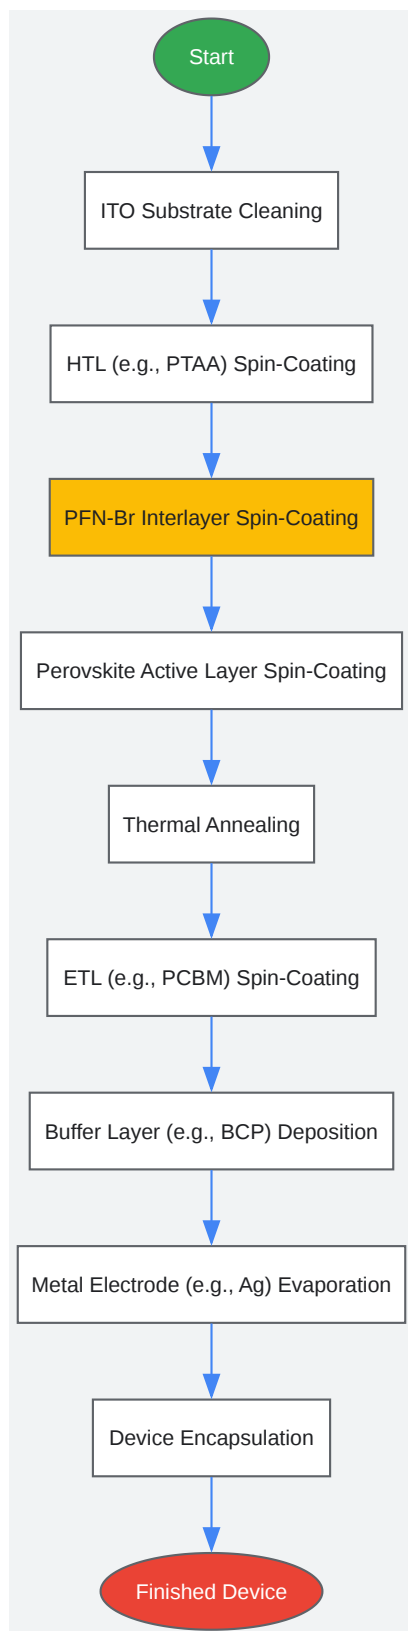 Start
ITO Substrate Cleaning
HTL (e.g., PTAA) Spin-Coating
PFN-Br Interlayer Spin-Coating
Perovskite Active Layer Spin-Coating
Thermal Annealing
ETL (e.g., PCBM) Spin-Coating
Buffer Layer (e.g., BCP) Deposition
Metal Electrode (e.g., Ag) Evaporation
Device Encapsulation
Finished Device